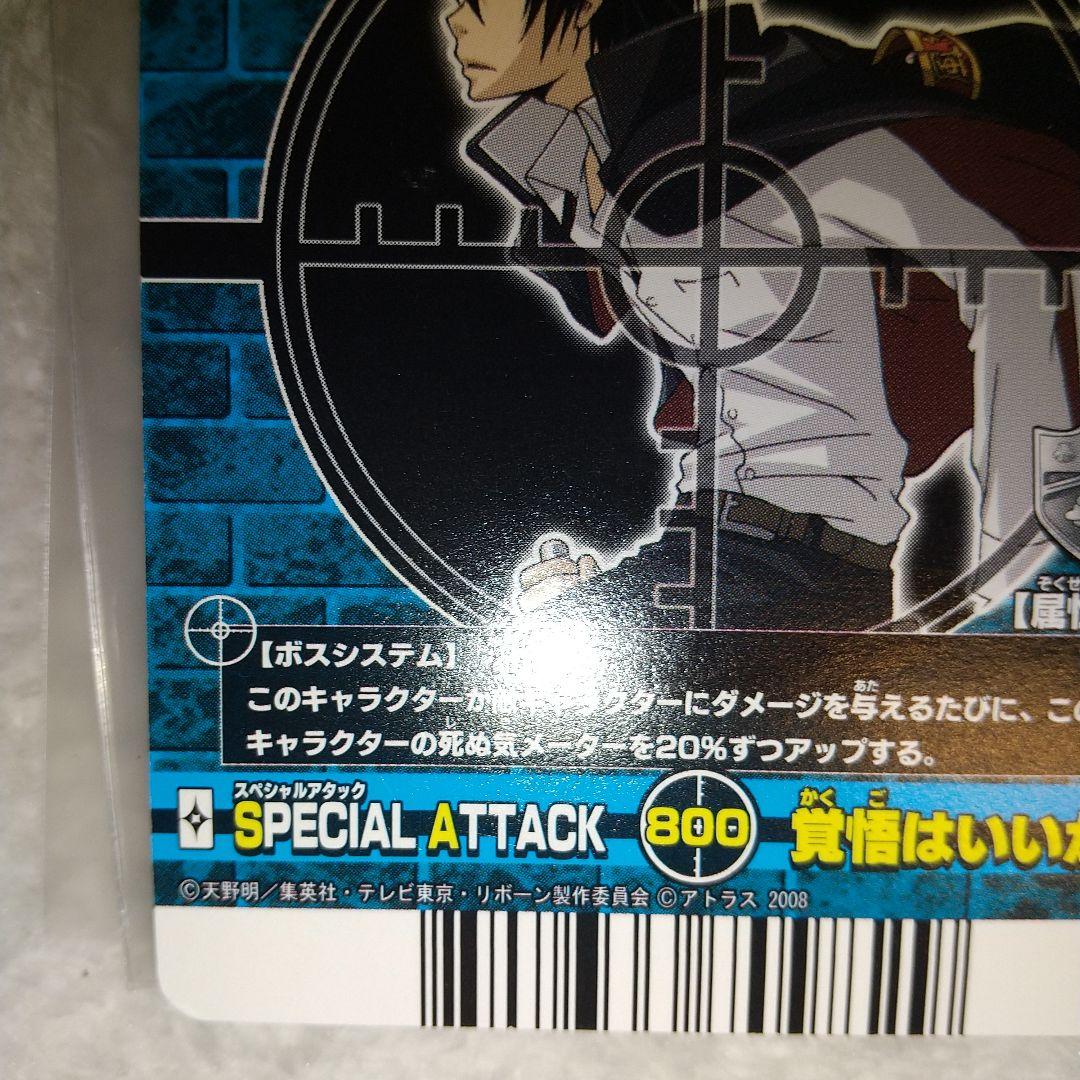 ぞくせ
【属性
【ボスシステム】
あた
このキャラクターが ャラクターにダメージを与えるたびに、この
し
キャラクターの死ぬ気メーターを20%ずつアップする。
スペシャルアタック
SPECIAL ATTACK 800
かくご
覚悟はいいか
©天野明／集英社・テレビ東京・リボーン製作委員会 ©アトラス 2008